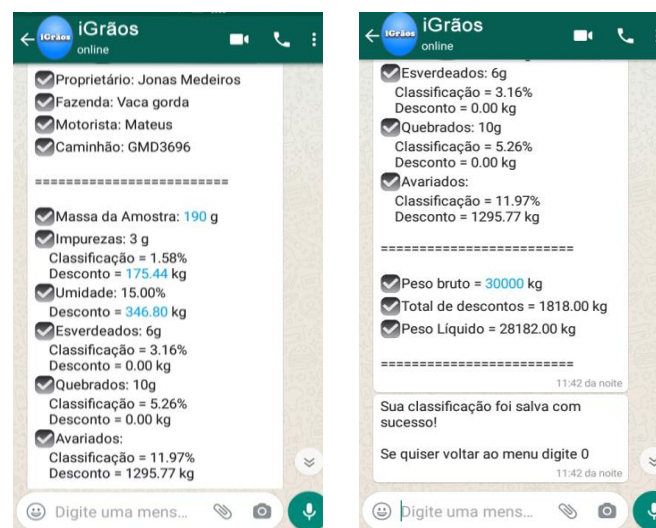 iGrãos
iGrãos
online
Proprietário: Jonas Medeiros
Fazenda: Vaca gorda
Motorista: Mateus
Caminhão: GMD3696
=========================
Massa da Amostra: 190 g
Impurezas: 3 g
Classificação = 1.58%
Desconto = 175.44 kg
Umidade: 15.00%
Desconto = 346.80 kg
Esverdeados: 6g
Classificação = 3.16%
Desconto = 0.00 kg
Quebrados: 10g
Classificação = 5.26%
Desconto = 0.00 kg
Avariados:
Classificação = 11.97%
Desconto = 1295.77 kg
Digite uma mens...
iGrãos
iGrãos
online
Esverdeados: 6g
Classificação = 3.16%
Desconto = 0.00 kg
Quebrados: 10g
Classificação = 5.26%
Desconto = 0.00 kg
Avariados:
Classificação = 11.97%
Desconto = 1295.77 kg
=========================
Peso bruto = 30000 kg
Total de descontos = 1818.00 kg
Peso Líquido = 28182.00 kg
=========================
11:42 da noite
Sua classificação foi salva com
sucesso!
Se quiser voltar ao menu digite 0
11:42 da noite
Digite uma mens...